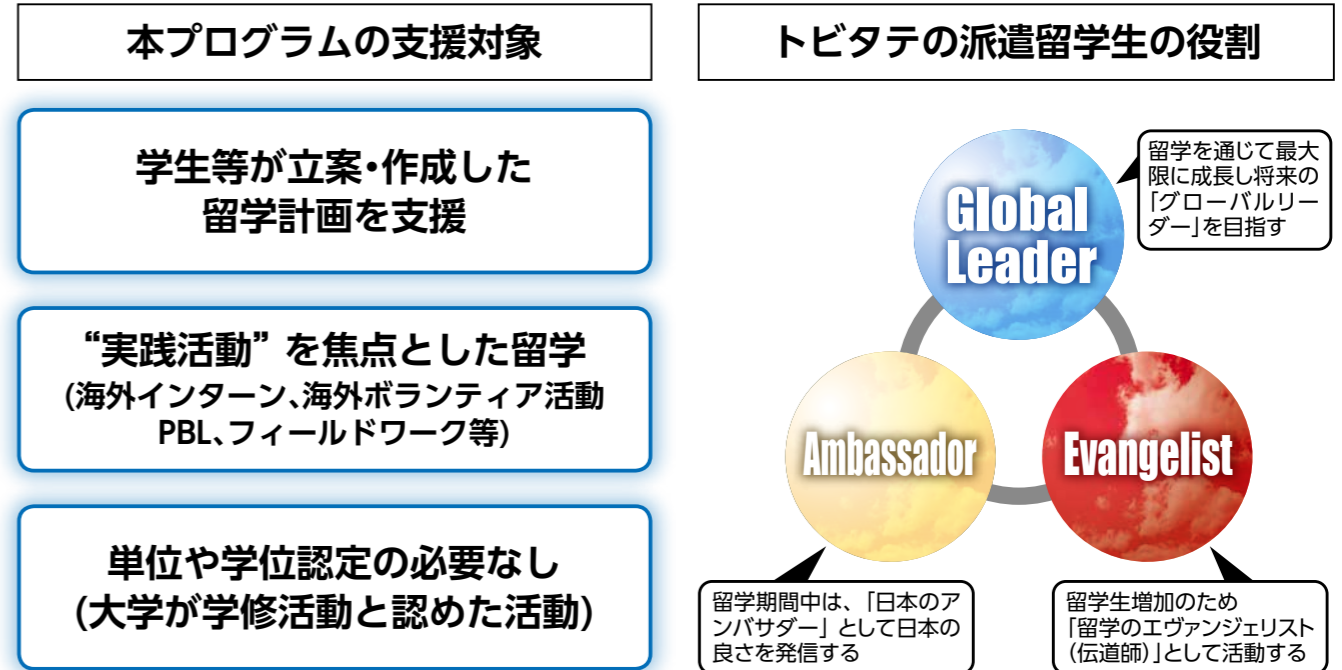 本プログラムの支援対象
学生等が立案・作成した
留学計画を支援
“実践活動”を焦点とした留学
(海外インターン、海外ボランティア活動
PBL、フィールドワーク等)
単位や学位認定の必要なし
(大学が学修活動と認めた活動)
トビタテの派遣留学生の役割
Global
Leader
留学を通じて最大
限に成長し将来の
「グローバルリー
ダー」を目指す
Ambassador
Evangelist
留学期間中は、「日本のア
ンバサダー」として日本の
良さを発信する
留学生増加のため
「留学のエヴァンジェリスト
(伝道師)」として活動する